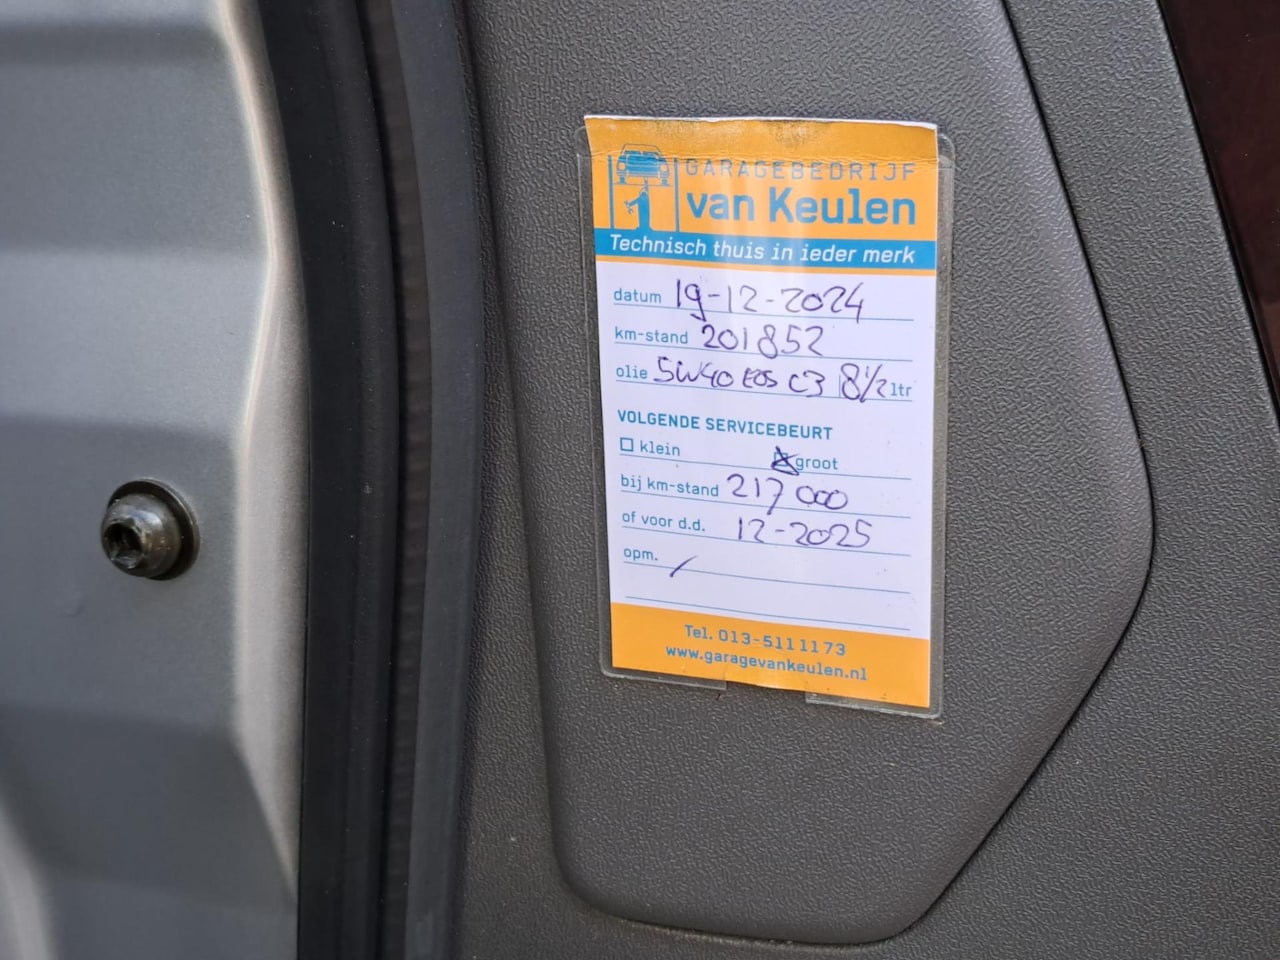 GARAGEBEDRIJF
van Keulen
Technisch thuis in ieder merk
datum 19-12-2024
km-stand 201852
olie 5W40 EOS C3 8 1/2 ltr
VOLGENDE SERVICEBEURT
klein groot
bij km-stand 217000
of voor d.d. 12-2025
opm. /
Tel. 013-5111173
www.garagevankeulen.nl